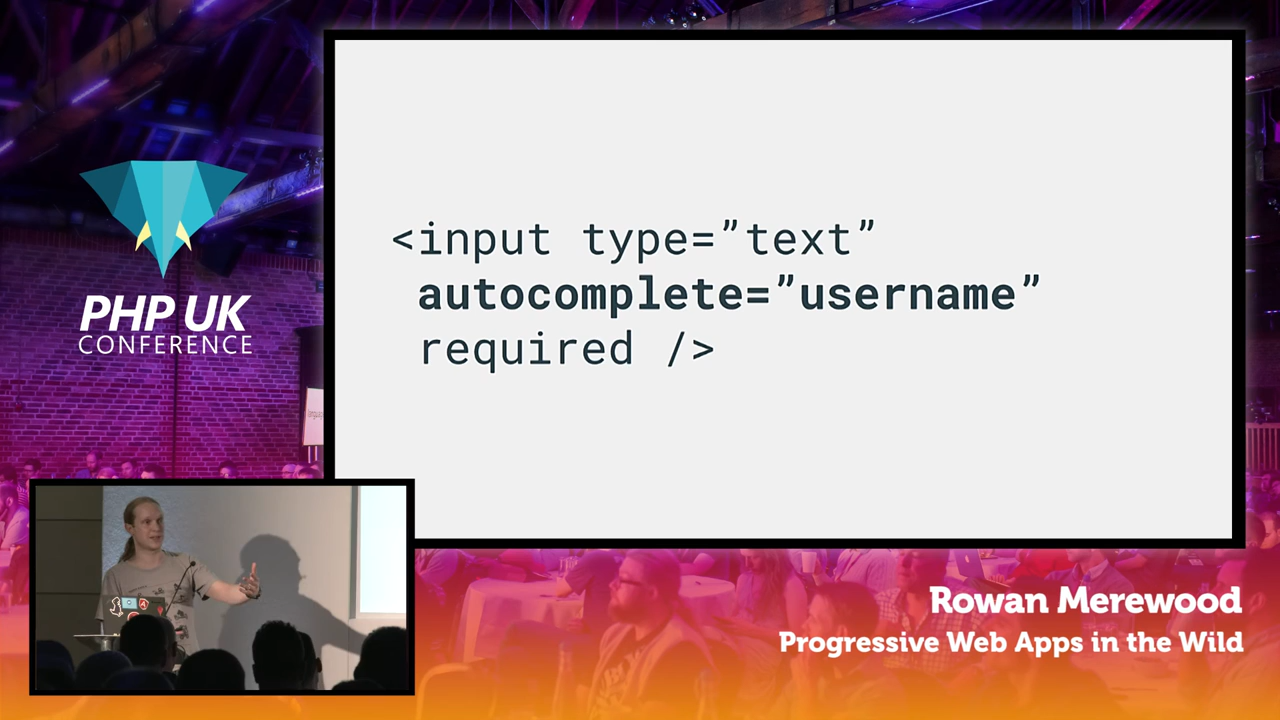 <input type=”text”
autocomplete=”username”
required />
PHP UK
CONFERENCE
Rowan Merewood
Progressive Web Apps in the Wild